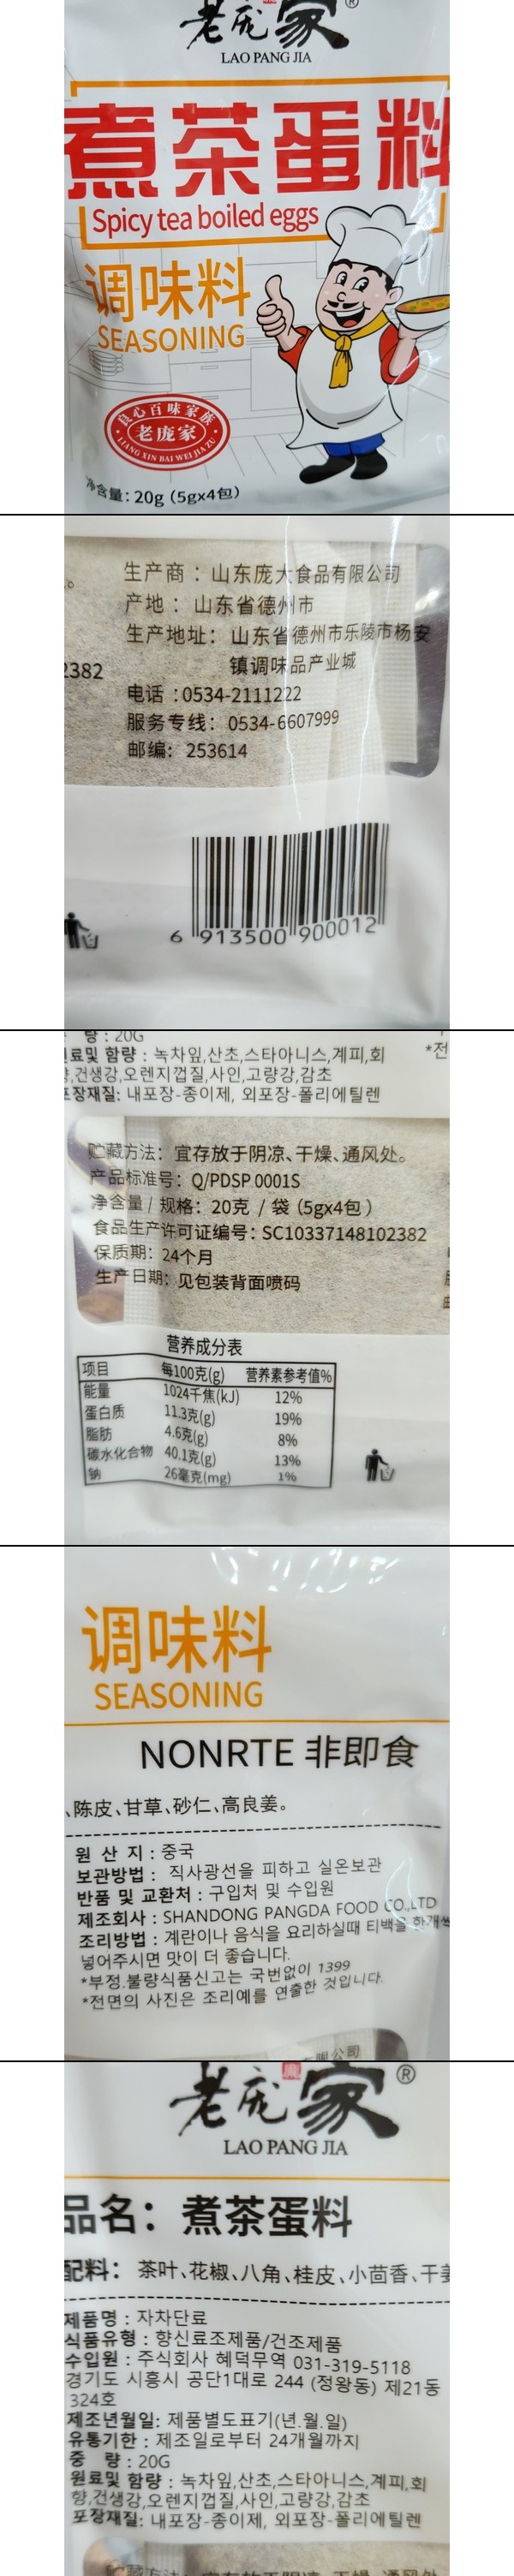 老庞家®
LAO PANG JIA
煮茶蛋料
Spicy tea boiled eggs
调味料
SEASONING
良心百味家族
老庞家
LIANG XIN BAI WEI JIA ZU
净含量: 20g (5gx4包)
。
2382
生产商：山东庞大食品有限公司
产地：山东省德州市
生产地址：山东省德州市乐陵市杨安
镇调味品产业城
电话:0534-2111222
服务专线：0534-6607999
邮编：253614
6 913500 900012
량 : 20G
원료및 함량 : 녹차잎,산초,스타아니스,계피,회
향,건생강,오렌지껍질,사인,고량강,감초
포장재질: 내포장-종이제, 외포장-폴리에틸렌
*전
贮藏方法：宜存放于阴凉、干燥、通风处。
产品标准号：Q/PDSP 0001S
净含量 / 规格：20克 / 袋（5gx4包）
食品生产许可证编号：SC10337148102382
保质期：24个月
生产日期：见包装背面喷码
营养成分表
项目 每100克(g) 营养素参考值%
能量 1024千焦(kJ) 12%
蛋白质 11.3克(g) 19%
脂肪 4.6克(g) 8%
碳水化合物 40.1克(g) 13%
钠 26毫克(mg) 1%
调味料
SEASONING
NONRTE 非即食
、陈皮、甘草、砂仁、高良姜。
원 산 지 : 중국
보관방법 : 직사광선을 피하고 실온보관
반품 및 교환처 : 구입처 및 수입원
제조회사 : SHANDONG PANGDA FOOD CO.,LTD
조리방법 : 계란이나 음식을 요리하실때 티백을 한개씩
넣어주시면 맛이 더 좋습니다.
*부정.불량식품신고는 국번없이 1399
*전면의 사진은 조리예를 연출한 것입니다.
有限公司
老庞家®
LAO PANG JIA
品名：煮茶蛋料
配料：茶叶、花椒、八角、桂皮、小茴香、干姜
제품명 : 자차단료
식품유형 : 향신료조제품/건조제품
수입원 : 주식회사 혜덕무역 031-319-5118
경기도 시흥시 공단1대로 244 (정왕동) 제21동
324호
제조년월일: 제품별도표기(년.월.일)
유통기한 : 제조일로부터 24개월까지
중 량 : 20G
원료및 함량 : 녹차잎,산초,스타아니스,계피,회
향,건생강,오렌지껍질,사인,고량강,감초
포장재질: 내포장-종이제, 외포장-폴리에틸렌